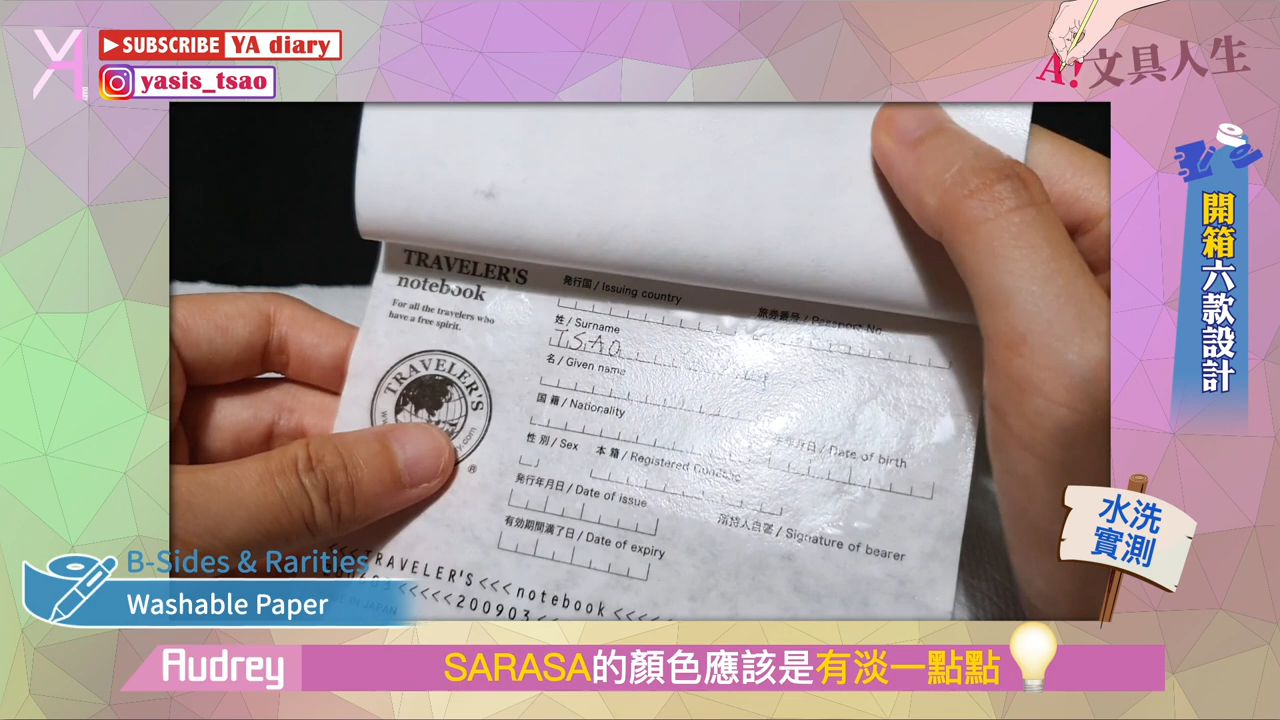 YA
SUBSCRIBE YA diary
yasis_tsao
A!文具人生
開箱六款設計
TRAVELER'S
notebook
For all the travelers who
have a free spirit.
TRAVELER'S
®
発行国 / Issuing country
旅券番号 / Passport No.
姓 / Surname
TSAO
名 / Given name
国籍 / Nationality
生年月日 / Date of birth
性別 / Sex
本籍 / Registered Domicile
発行年月日 / Date of issue
所持人自署 / Signature of bearer
有効期間満了日 / Date of expiry
<<<TRAVELER'S<<<notebook<<<<
<<<<<200903<<<<
水洗
實測
B-Sides & Rarities
Washable Paper
Audrey
SARASA的顏色應該是有淡一點點